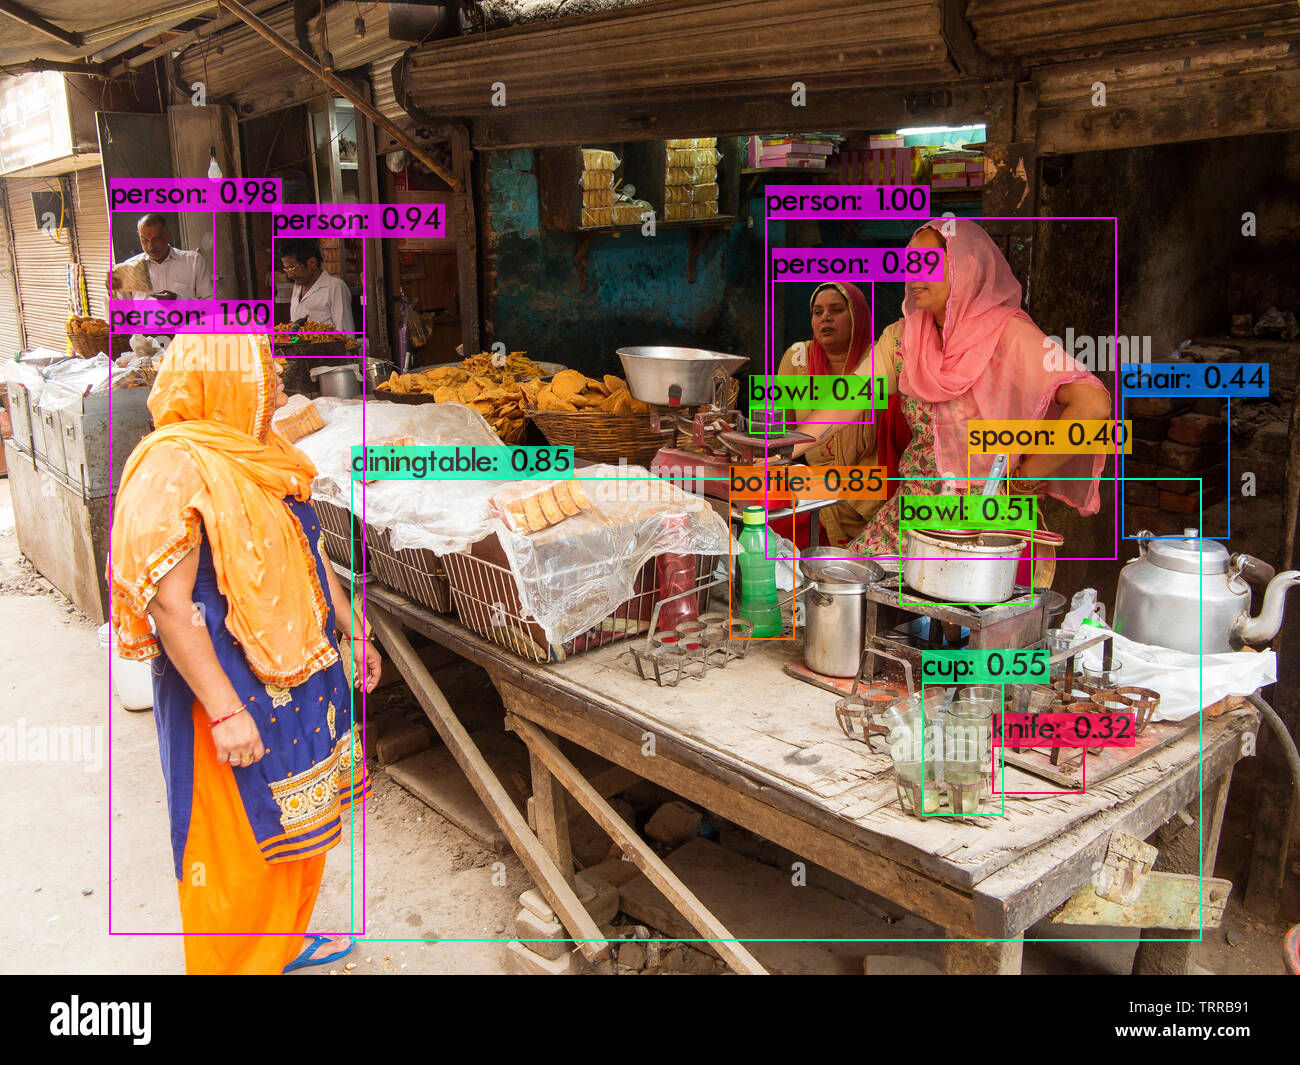 person: 0.98
person: 0.94
person: 1.00
person: 0.89
person: 1.00
bowl: 0.41
chair: 0.44
spoon: 0.40
diningtable: 0.85
bottle: 0.85
bowl: 0.51
cup: 0.55
knife: 0.32
alamy
alamy
a
a
a
a
a
a
a
a
alamy
Image ID: TRRB91
www.alamy.com